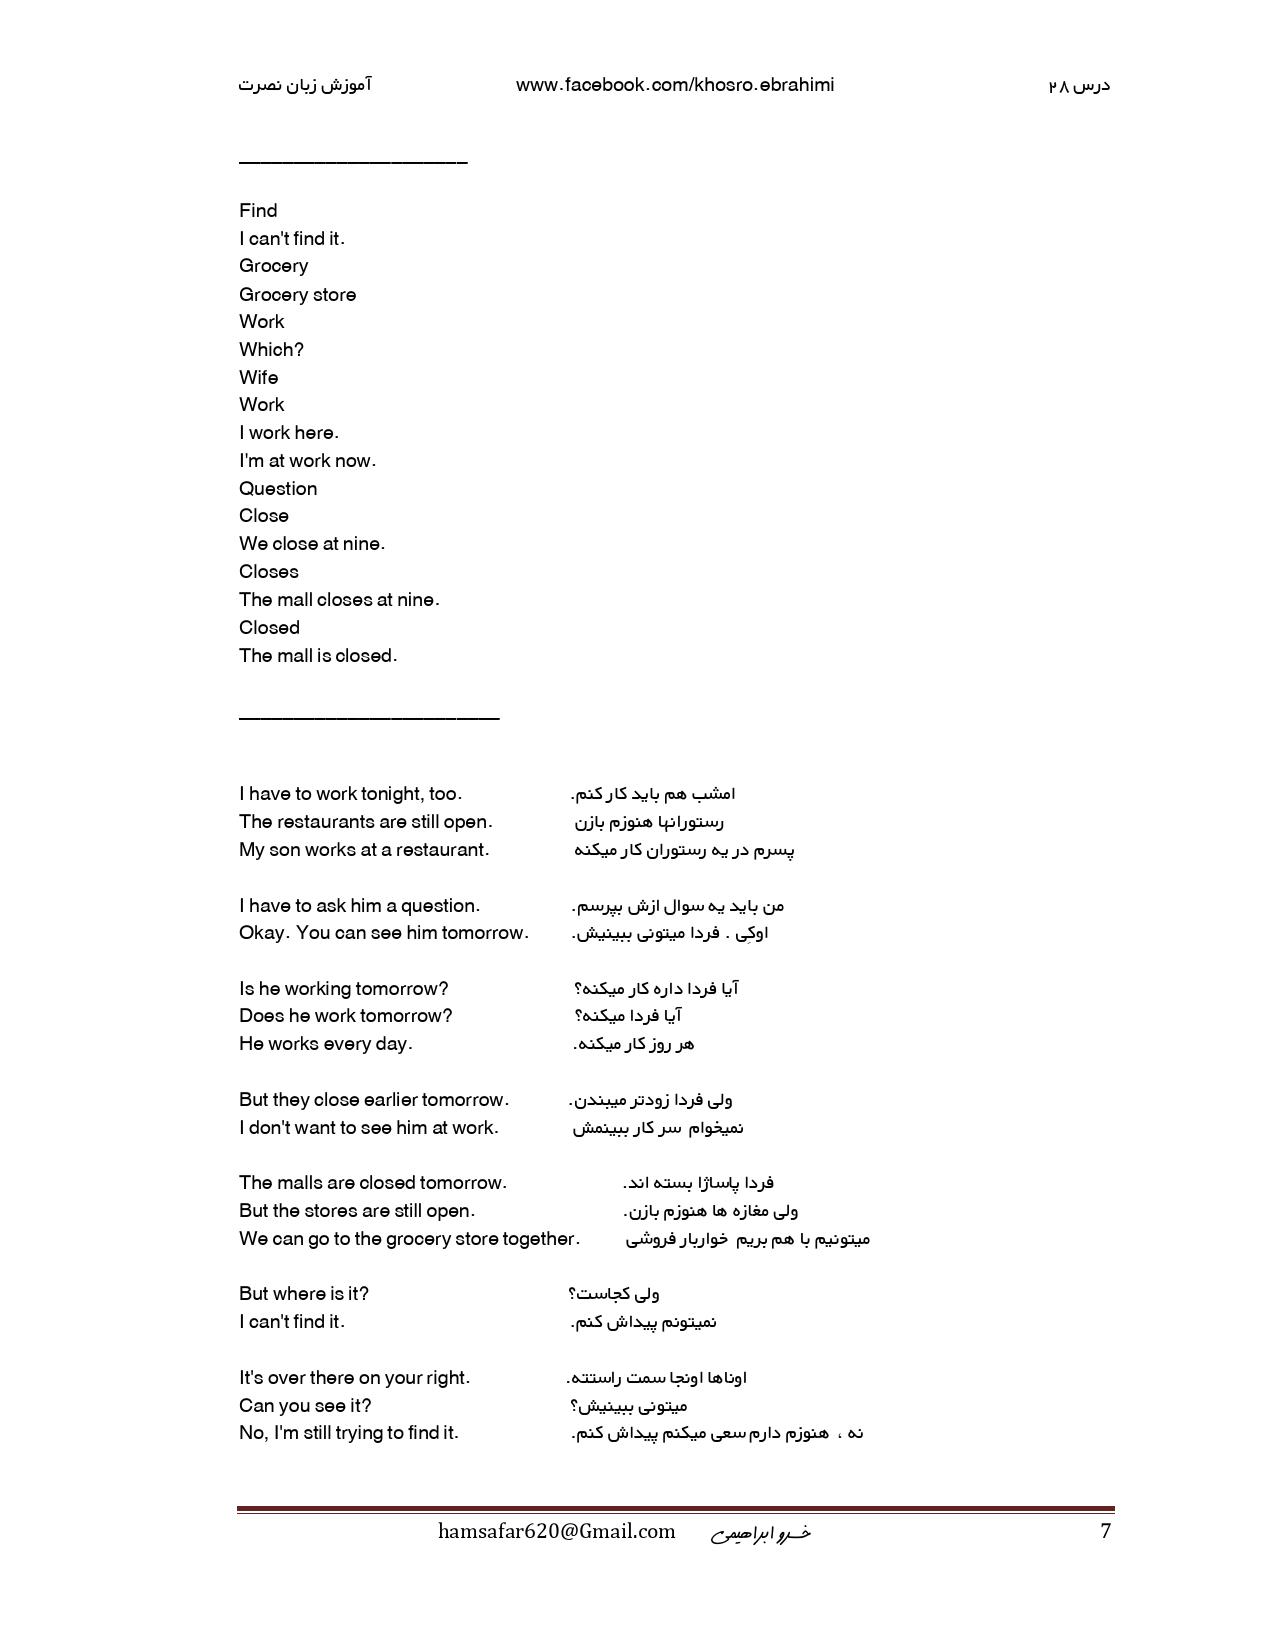 آموزش زبان نصرت www.facebook.com/khosro.ebrahimi درس ۲۸
_____________________
Find
I can't find it.
Grocery
Grocery store
Work
Which?
Wife
Work
I work here.
I'm at work now.
Question
Close
We close at nine.
Closes
The mall closes at nine.
Closed
The mall is closed.
________________________
I have to work tonight, too. امشب هم باید کار کنم.
The restaurants are still open. رستورانها هنوزم بازن
My son works at a restaurant. پسرم در یه رستوران کار میکنه
I have to ask him a question. من باید یه سوال ازش بپرسم.
Okay. You can see him tomorrow. اوکِی . فردا میتونی ببینیش.
Is he working tomorrow? آیا فردا داره کار میکنه؟
Does he work tomorrow? آیا فردا میکنه؟
He works every day. هر روز کار میکنه.
But they close earlier tomorrow. ولی فردا زودتر میبندن.
I don't want to see him at work. نمیخوام سر کار ببینمش
The malls are closed tomorrow. فردا پاساژا بسته اند.
But the stores are still open. ولی مغازه ها هنوزم بازن.
We can go to the grocery store together. میتونیم با هم بریم خواربار فروشی
But where is it? ولی کجاست؟
I can't find it. نمیتونم پیداش کنم.
It's over there on your right. اوناها اونجا سمت راستته.
Can you see it? میتونی ببینیش؟
No, I'm still trying to find it. نه ، هنوزم دارم سعی میکنم پیداش کنم.
hamsafar620@Gmail.com خسرو ابراهیمی 7